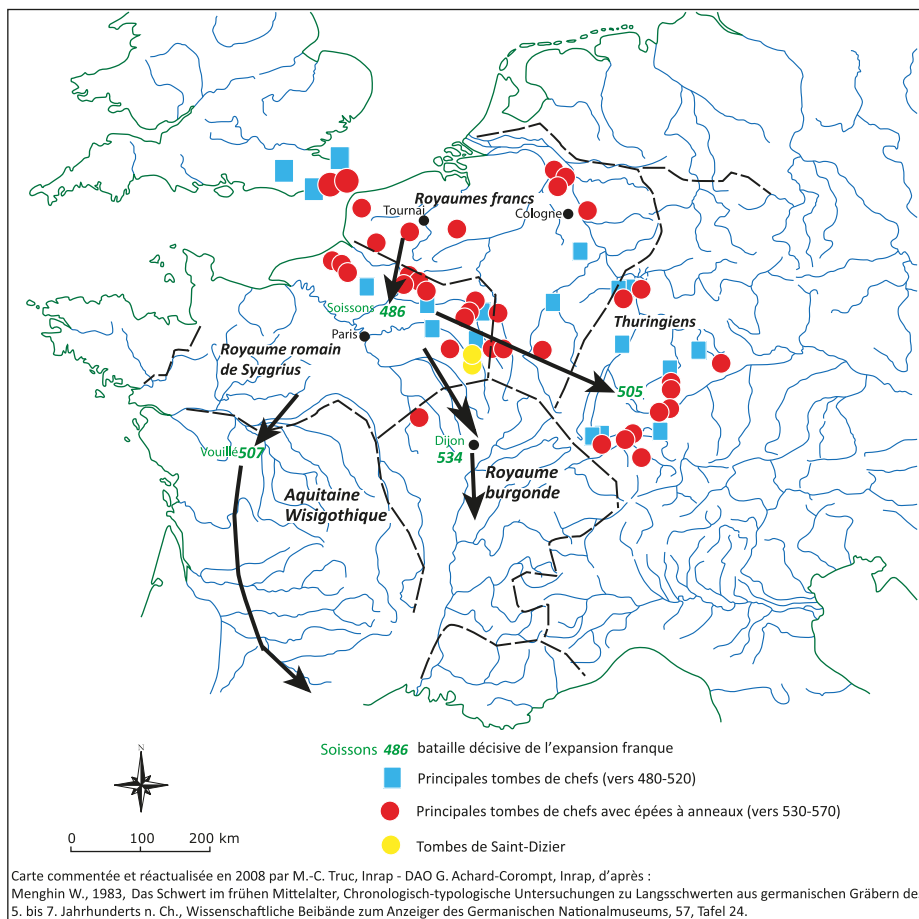 Royaumes francs
Tournai
Cologne
Soissons 486
Paris
Thuringiens
Royaume romain
de Syagrius
505
Vouillé 507
Dijon
534
Royaume
burgonde
Aquitaine
Wisigothique
N
0 100 200 km
Soissons 486 bataille décisive de l'expansion franque
Principales tombes de chefs (vers 480-520)
Principales tombes de chefs avec épées à anneaux (vers 530-570)
Tombes de Saint-Dizier
Carte commentée et réactualisée en 2008 par M.-C. Truc, Inrap - DAO G. Achard-Corompt, Inrap, d'après :
Menghin W., 1983, Das Schwert im frühen Mittelalter, Chronologisch-typologische Untersuchungen zu Langsschwerten aus germanischen Gräbern de
5. bis 7. Jahrhunderts n. Ch., Wissenschaftliche Beibände zum Anzeiger des Germanischen Nationalmuseums, 57, Tafel 24.